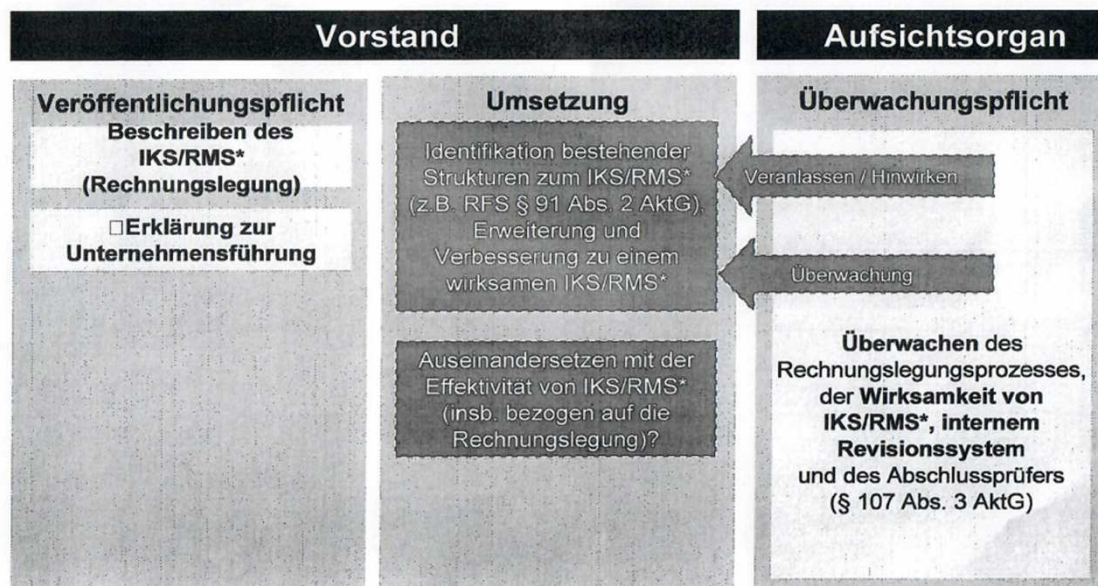 Vorstand
Aufsichtsorgan
Veröffentlichungspflicht
Beschreiben des
IKS/RMS*
(Rechnungslegung)
□Erklärung zur
Unternehmensführung
Umsetzung
Identifikation bestehender
Strukturen zum IKS/RMS*
(z.B. RFS § 91 Abs. 2 AktG),
Erweiterung und
Verbesserung zu einem
wirksamen IKS/RMS*
Auseinandersetzen mit der
Effektivität von IKS/RMS*
(insb. bezogen auf die
Rechnungslegung)?
Überwachungspflicht
Veranlassen / Hinwirken
Überwachung
Überwachen des
Rechnungslegungsprozesses,
der Wirksamkeit von
IKS/RMS*, internem
Revisionssystem
und des Abschlussprüfers
(§ 107 Abs. 3 AktG)